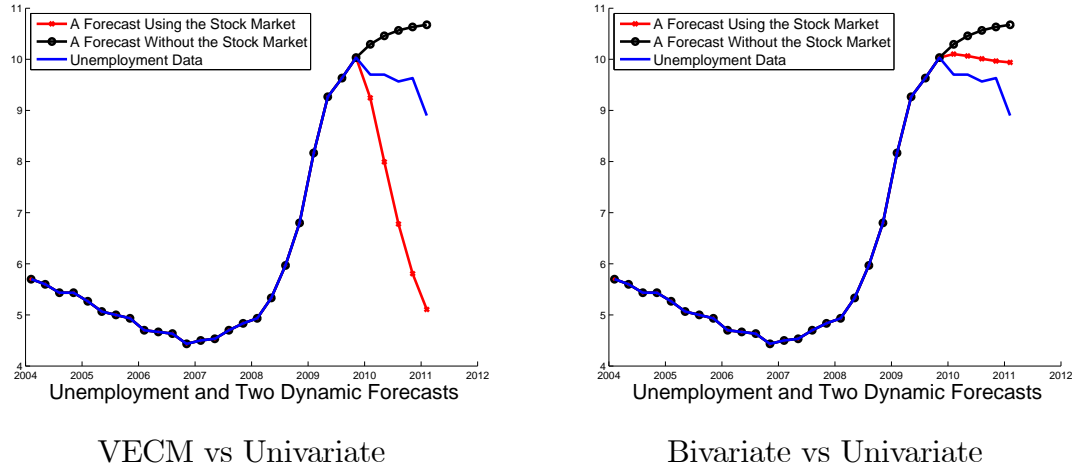 11
10
9
8
7
6
5
4
2004 2005 2006 2007 2008 2009 2010 2011 2012
A Forecast Using the Stock Market
A Forecast Without the Stock Market
Unemployment Data
Unemployment and Two Dynamic Forecasts
VECM vs Univariate
11
10
9
8
7
6
5
4
2004 2005 2006 2007 2008 2009 2010 2011 2012
A Forecast Using the Stock Market
A Forecast Without the Stock Market
Unemployment Data
Unemployment and Two Dynamic Forecasts
Bivariate vs Univariate